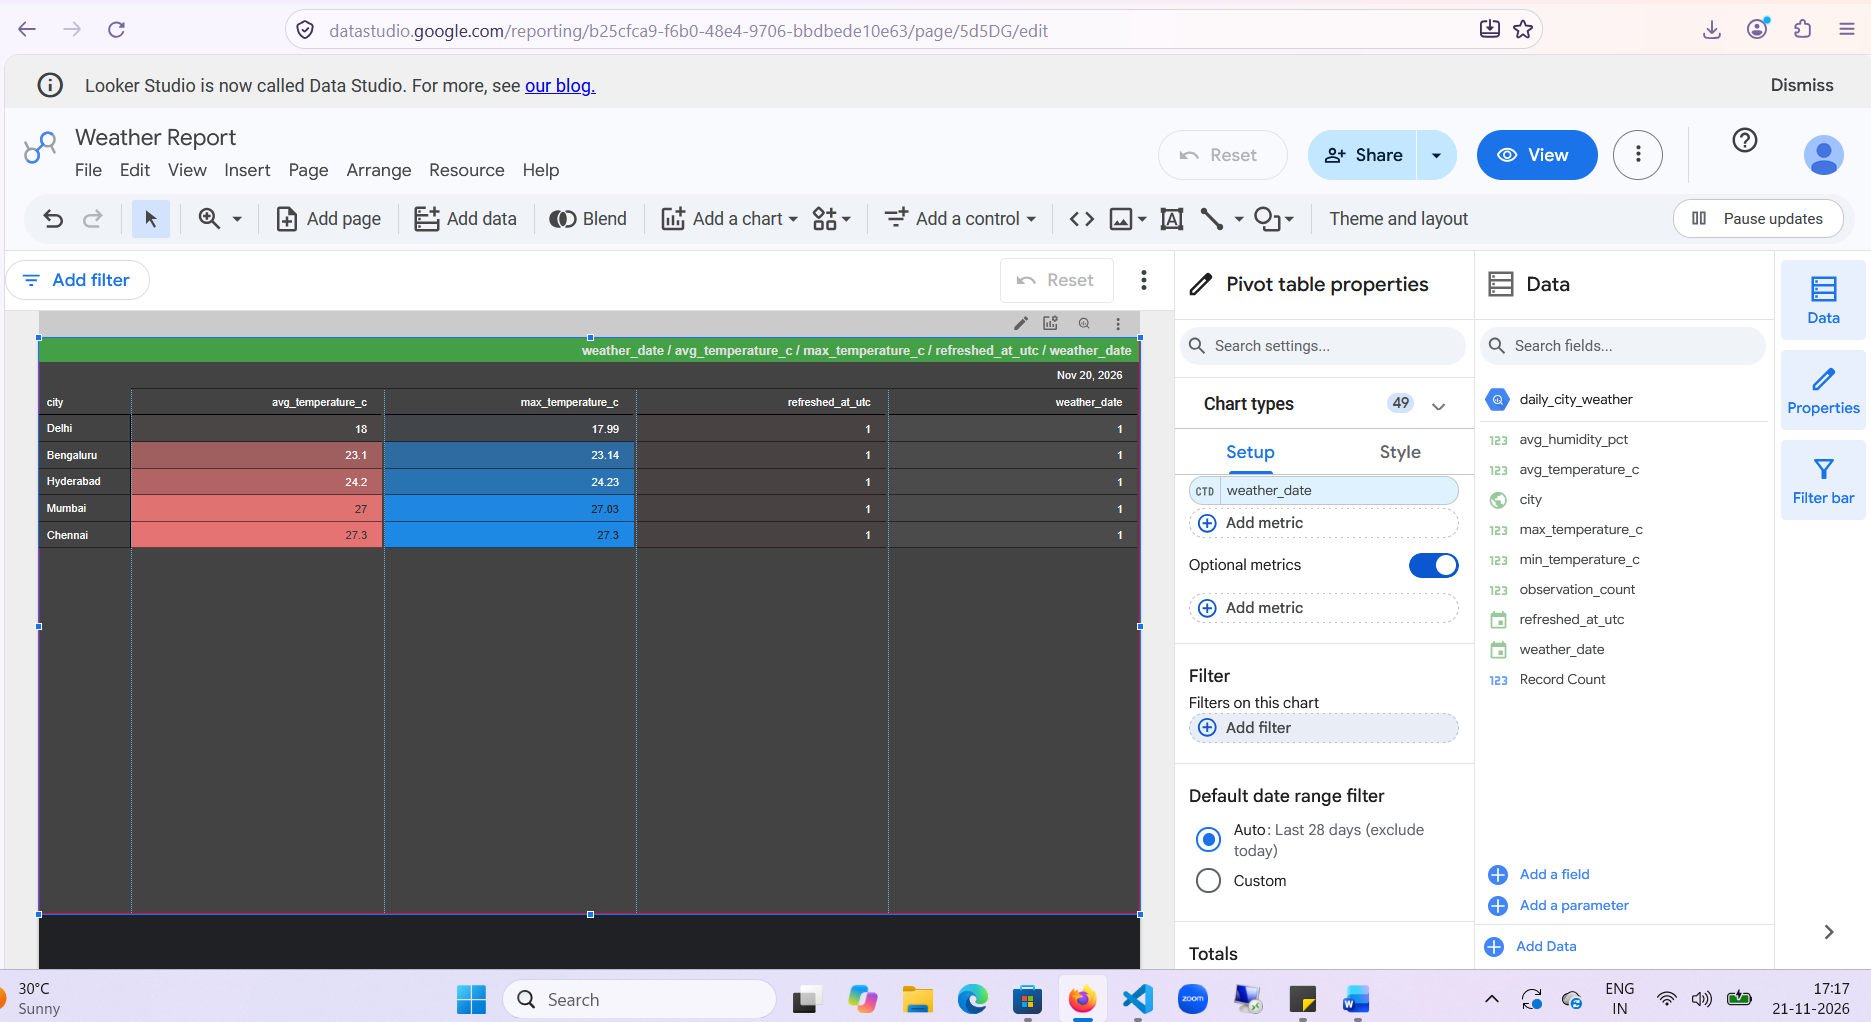 datastudio.google.com/reporting/b25cfca9-f6b0-48e4-9706-bbdbede10e63/page/5d5DG/edit
Looker Studio is now called Data Studio. For more, see our blog.
Dismiss
Weather Report
File Edit View Insert Page Arrange Resource Help
Reset
Share
View
Add page
Add data
Blend
Add a chart
Add a control
Theme and layout
Pause updates
Add filter
Reset
weather_date / avg_temperature_c / max_temperature_c / refreshed_at_utc / weather_date
Nov 20, 2026
city avg_temperature_c max_temperature_c refreshed_at_utc weather_date
Delhi 18 17.99 1 1
Bengaluru 23.1 23.14 1 1
Hyderabad 24.2 24.23 1 1
Mumbai 27 27.03 1 1
Chennai 27.3 27.3 1 1
Pivot table properties
Search settings...
Chart types 49
Setup Style
CTD weather_date
Add metric
Optional metrics
Add metric
Filter
Filters on this chart
Add filter
Default date range filter
Auto: Last 28 days (exclude
today)
Custom
Totals
Data
Search fields...
daily_city_weather
123 avg_humidity_pct
123 avg_temperature_c
city
123 max_temperature_c
123 min_temperature_c
123 observation_count
refreshed_at_utc
weather_date
123 Record Count
Add a field
Add a parameter
Add Data
Data
Properties
Filter bar
30°C
Sunny
Search
zoom
W
ENG
IN
17:17
21-11-2026